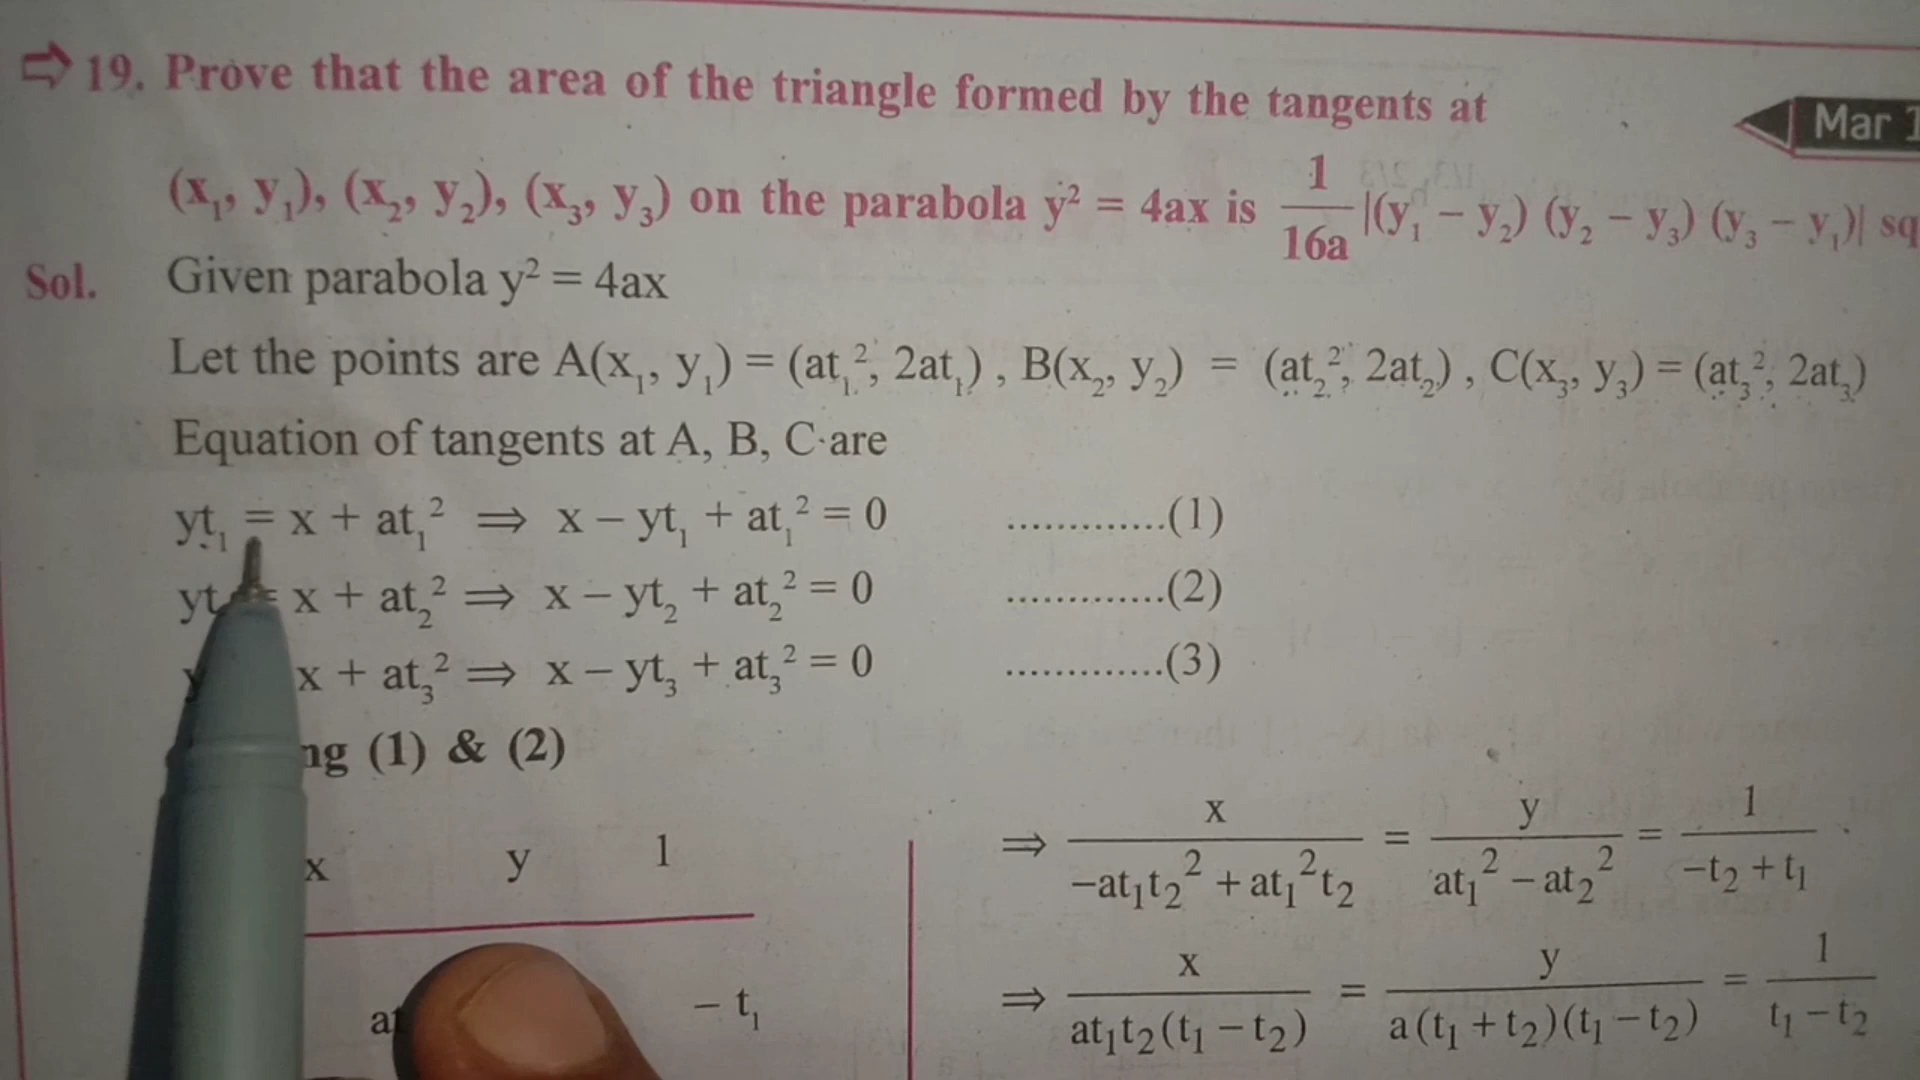 ⇨ 19. Prove that the area of the triangle formed by the tangents at
Mar
(x₁, y₁), (x₂, y₂), (x₃, y₃) on the parabola y² = 4ax is 1/16a |(y₁ – y₂) (y₂ – y₃) (y₃ – y₁)| sq
Sol. Given parabola y² = 4ax
Let the points are A(x₁, y₁) = (at₁², 2at₁) , B(x₂, y₂) = (at₂², 2at₂) , C(x₃, y₃) = (at₃², 2at₃)
Equation of tangents at A, B, C are
yt₁ = x + at₁² ⇒ x – yt₁ + at₁² = 0 .............(1)
x + at₂² ⇒ x – yt₂ + at₂² = 0 .............(2)
x + at₃² ⇒ x – yt₃ + at₃² = 0 .............(3)
(1) & (2)
x y 1
– t₁
⇒ x/(–at₁t₂² + at₁²t₂) = y/(at₁² – at₂²) = 1/(–t₂ + t₁)
⇒ x/(at₁t₂(t₁ – t₂)) = y/(a(t₁ + t₂)(t₁ – t₂)) = 1/(t₁ – t₂)